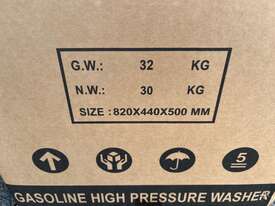 G.W.: 32 KG
N.W.: 30 KG
SIZE : 820X440X500 MM
5
GASOLINE HIGH PRESSURE WASHER